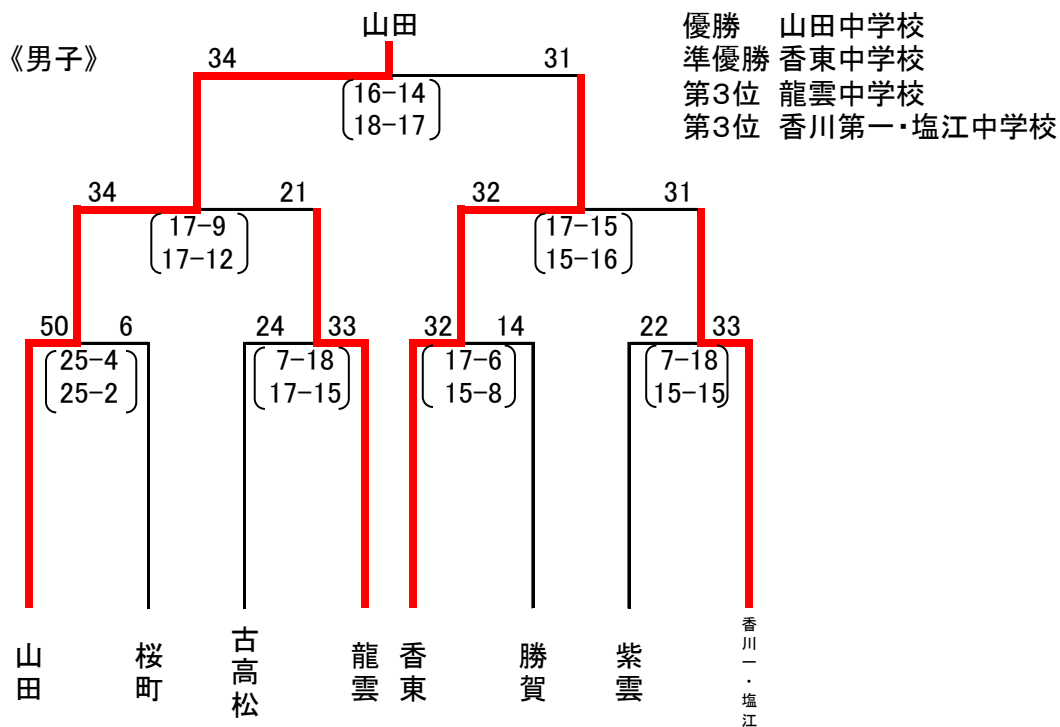 山田
《男子》
34
31
16-14
18-17
優勝 山田中学校
準優勝 香東中学校
第3位 龍雲中学校
第3位 香川第一・塩江中学校
34
21
17-9
17-12
32
31
17-15
15-16
50
6
25-4
25-2
24
33
7-18
17-15
32
14
17-6
15-8
22
33
7-18
15-15
山田
桜町
古高松
龍雲
香東
勝賀
紫雲
香川一・塩江